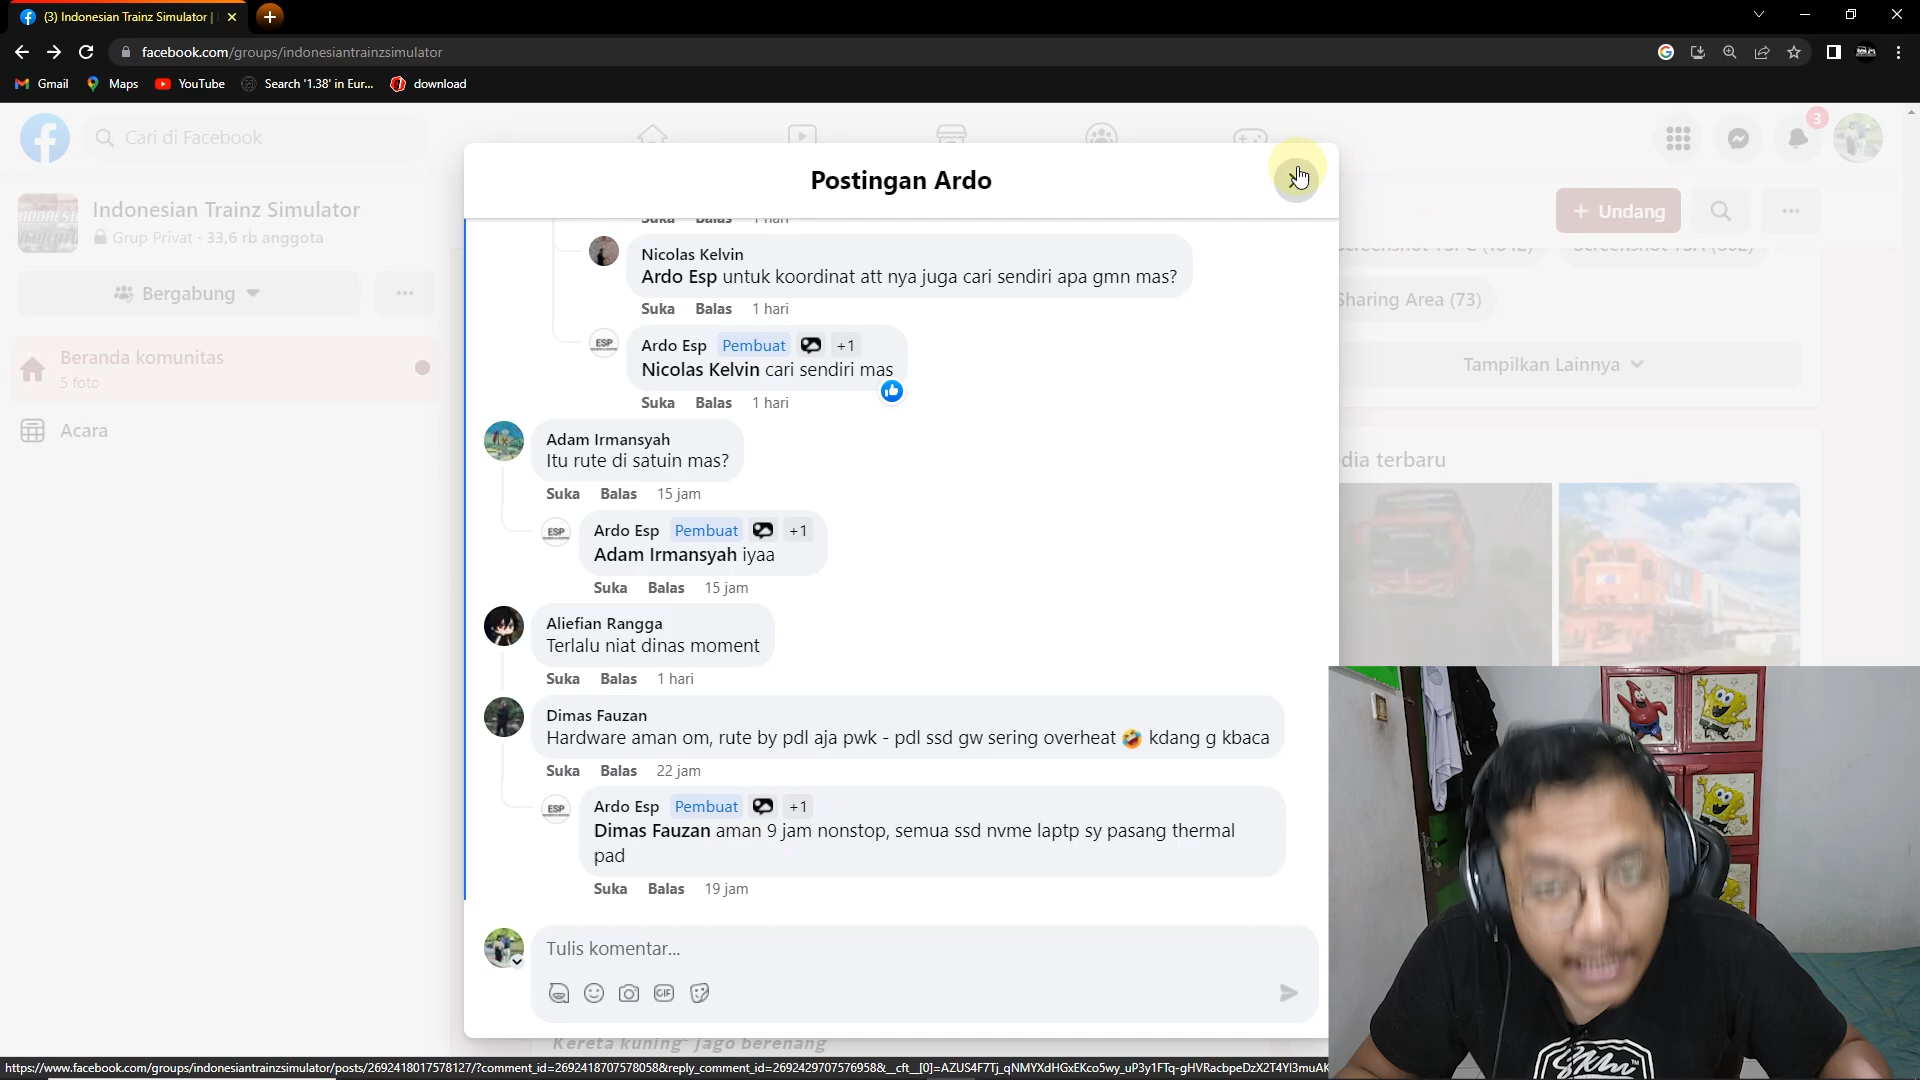 (3) Indonesian Trainz Simulator |
facebook.com/groups/indonesiantrainzsimulator
Gmail
Maps
YouTube
Search '1.38' in Eur...
download
Cari di Facebook
3
Indonesian Trainz Simulator
Grup Privat · 33,6 rb anggota
Bergabung
Beranda komunitas
5 foto
Acara
+ Undang
Sharing Area (73)
Tampilkan Lainnya
dia terbaru
Postingan Ardo
Suka Balas 1 hari
Nicolas Kelvin
Ardo Esp untuk koordinat att nya juga cari sendiri apa gmn mas?
Suka Balas 1 hari
ESP
Ardo Esp Pembuat +1
Nicolas Kelvin cari sendiri mas
Suka Balas 1 hari
Adam Irmansyah
Itu rute di satuin mas?
Suka Balas 15 jam
ESP
Ardo Esp Pembuat +1
Adam Irmansyah iyaa
Suka Balas 15 jam
Aliefian Rangga
Terlalu niat dinas moment
Suka Balas 1 hari
Dimas Fauzan
Hardware aman om, rute by pdl aja pwk - pdl ssd gw sering overheat 🤣 kdang g kbaca
Suka Balas 22 jam
ESP
Ardo Esp Pembuat +1
Dimas Fauzan aman 9 jam nonstop, semua ssd nvme laptp sy pasang thermal
pad
Suka Balas 19 jam
Tulis komentar...
GIF
Kereta kuning" jago berenang